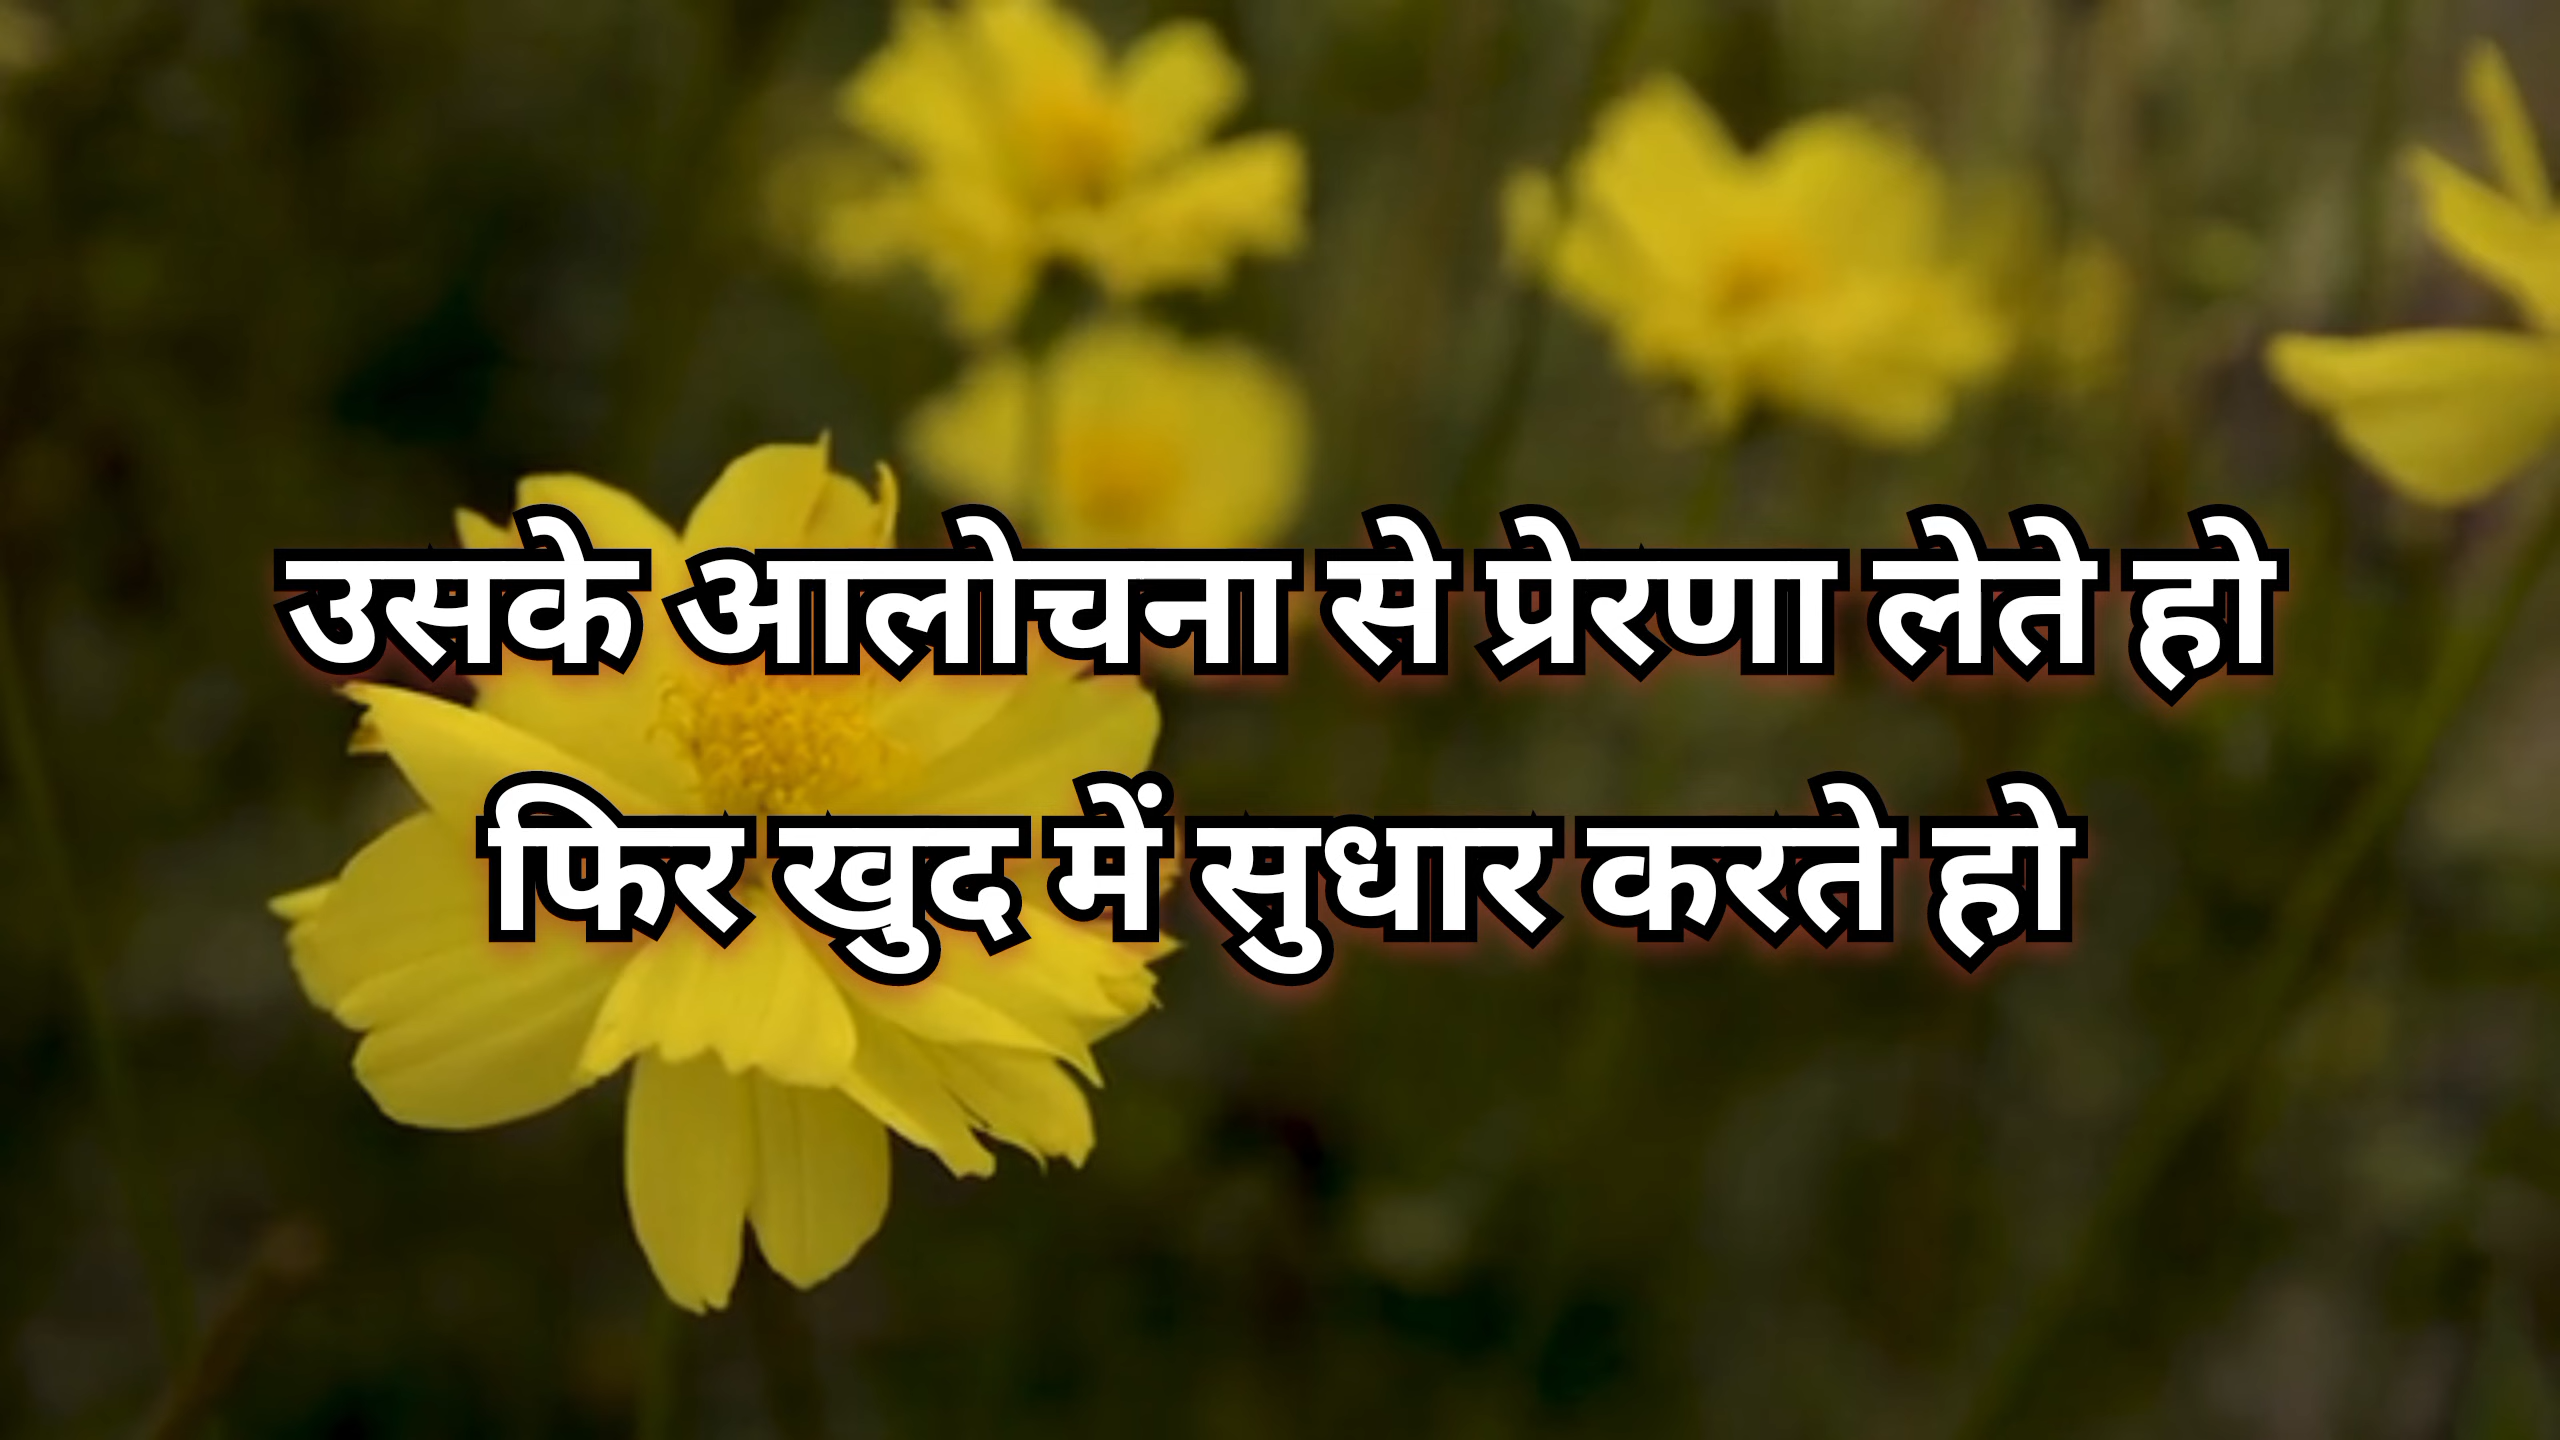 उसके आलोचना से प्रेरणा लेते हो
फिर खुद में सुधार करते हो